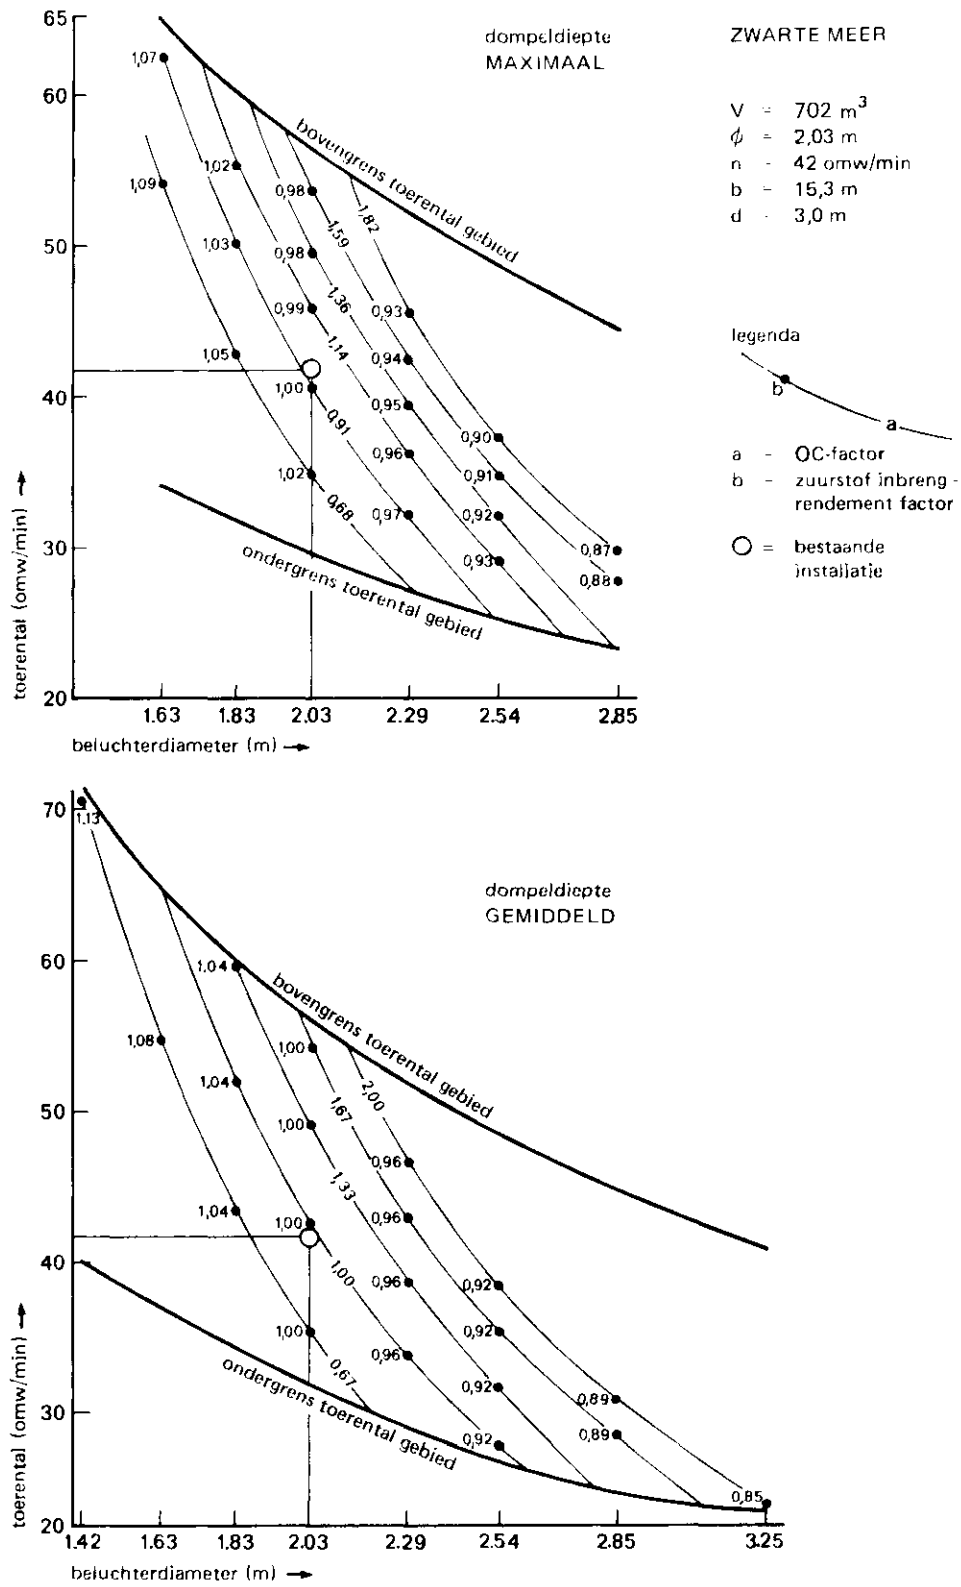 65
60
50
40
30
20
toerental (omw/min)
1.63 1.83 2.03 2.29 2.54 2.85
beluchterdiameter (m)
dompeldiepte
MAXIMAAL
bovengrens toerental gebied
ondergrens toerental gebied
1,07
1,09
1,02
1,03
1,05
0,98
0,98
0,99
1,00
1,02
1,82
1,59
1,36
1,14
0,91
0,68
0,93
0,94
0,95
0,96
0,97
0,90
0,91
0,92
0,93
0,87
0,88
ZWARTE MEER
V = 702 m³
ϕ = 2,03 m
n - 42 omw/min
b - 15,3 m
d - 3,0 m
legenda
b
a
a - OC-factor
b - zuurstof inbreng-
rendement factor
= bestaande
installatie
70
60
50
40
30
20
toerental (omw/min)
1.42 1.63 1.83 2.03 2.29 2.54 2.85 3.25
beluchterdiameter (m)
dompeldiepte
GEMIDDELD
bovengrens toerental gebied
ondergrens toerental gebied
1,13
1,08
1,04
1,04
1,04
1,00
1,00
1,00
1,00
2,00
1,67
1,33
1,00
0,67
0,96
0,96
0,96
0,96
0,92
0,92
0,92
0,92
0,89
0,89
0,85